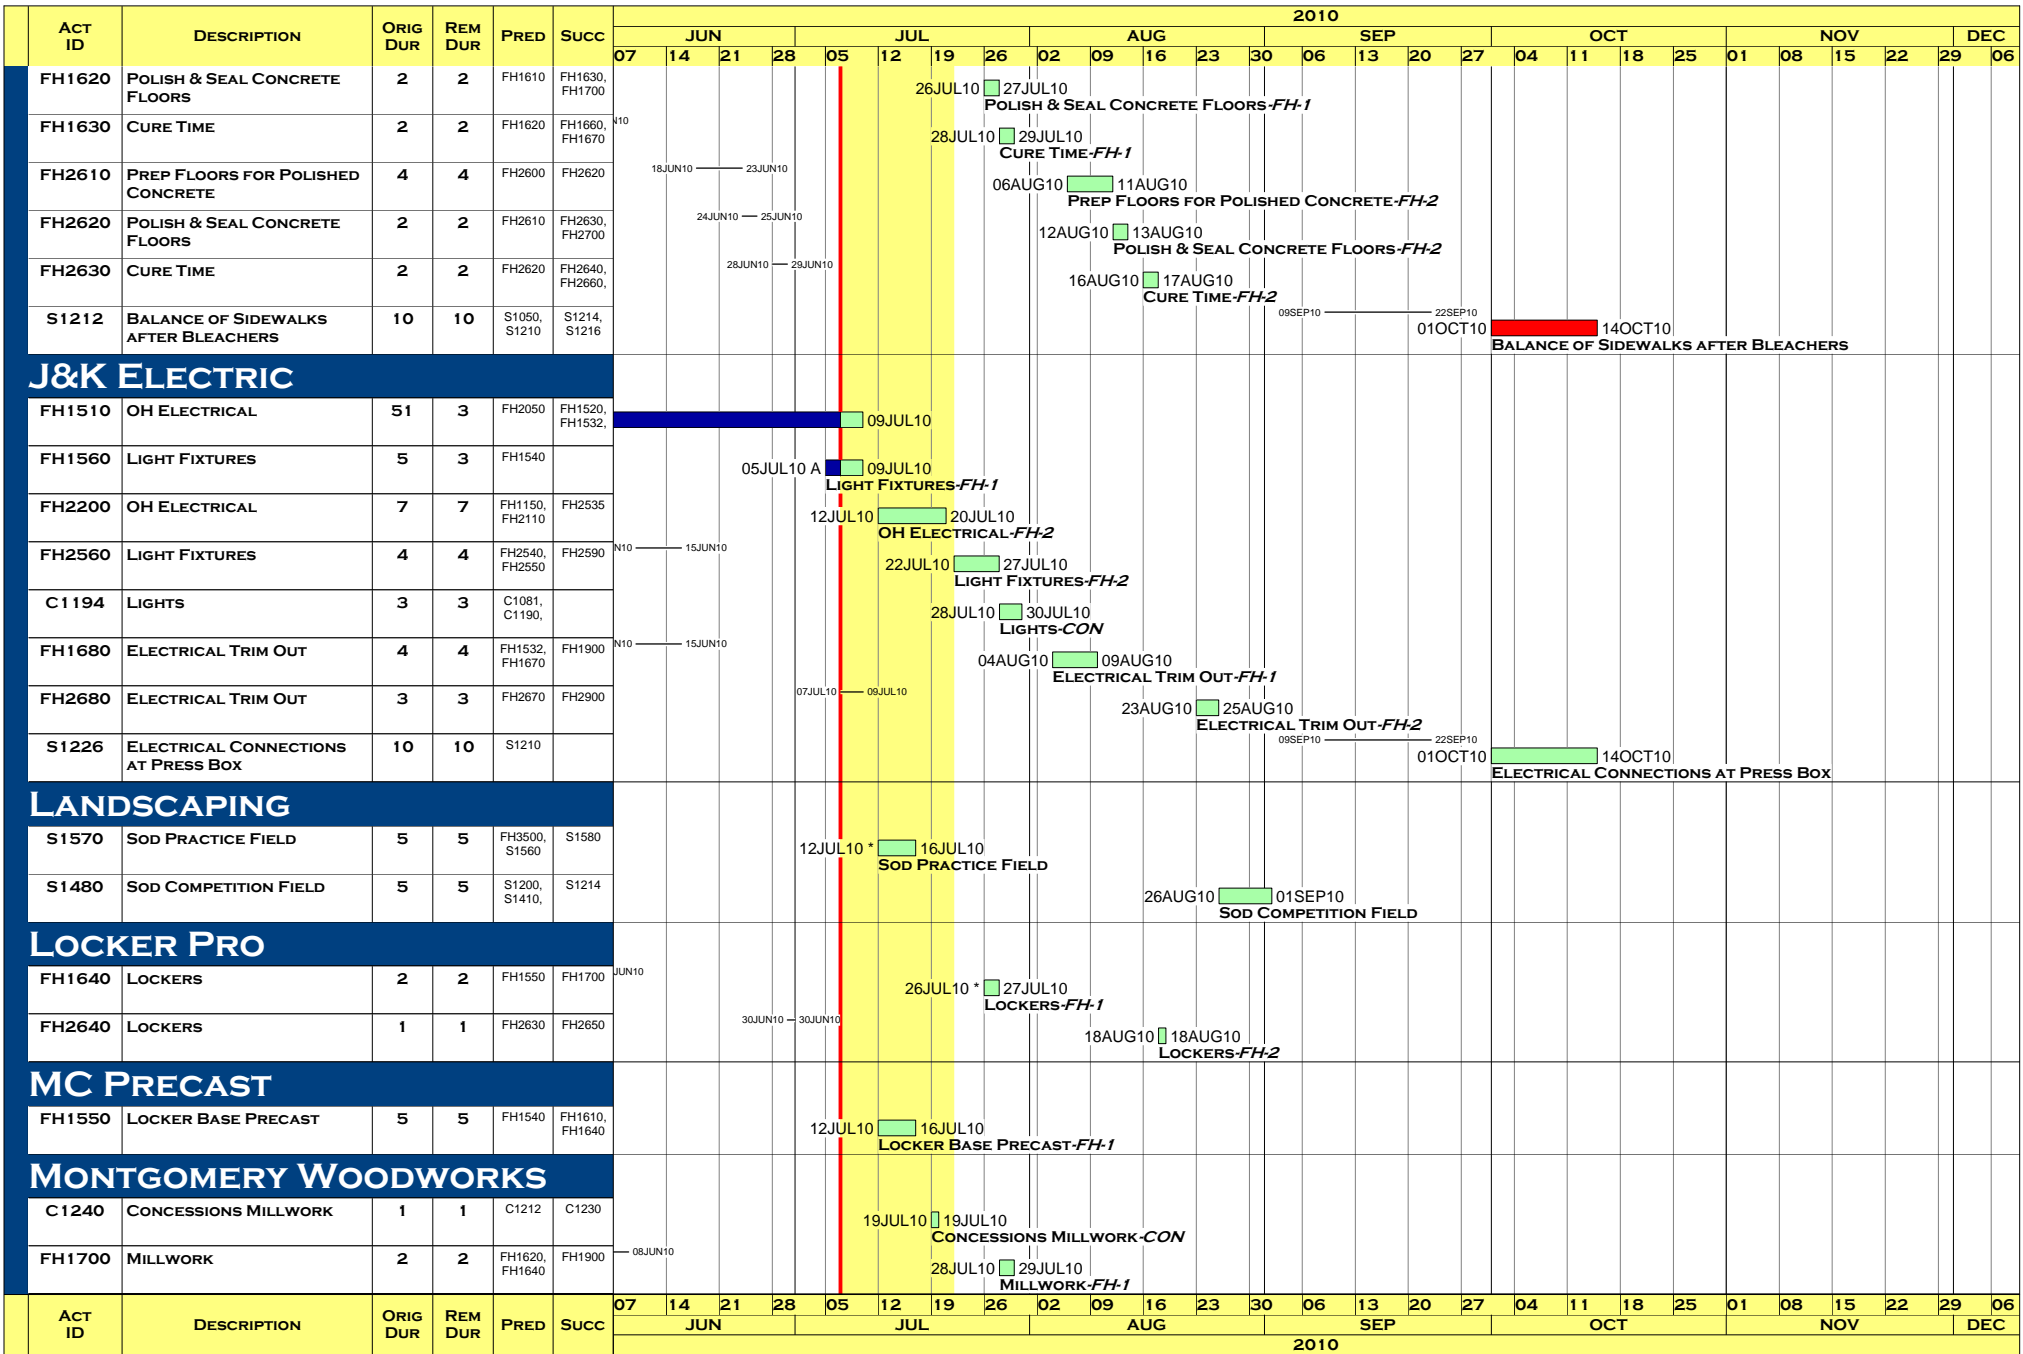 2010
ACT ID DESCRIPTION ORIG DUR REM DUR PRED SUCC
JUN JUL AUG SEP OCT NOV DEC
07 14 21 28 05 12 19 26 02 09 16 23 30 06 13 20 27 04 11 18 25 01 08 15 22 29 06
FH1620 POLISH & SEAL CONCRETE FLOORS 2 2 FH1610 FH1630, FH1700
26JUL10 27JUL10
POLISH & SEAL CONCRETE FLOORS-FH-1
FH1630 CURE TIME 2 2 FH1620 FH1660, FH1670
N10
28JUL10 29JUL10
CURE TIME-FH-1
FH2610 PREP FLOORS FOR POLISHED CONCRETE 4 4 FH2600 FH2620
18JUN10 23JUN10
06AUG10 11AUG10
PREP FLOORS FOR POLISHED CONCRETE-FH-2
FH2620 POLISH & SEAL CONCRETE FLOORS 2 2 FH2610 FH2630, FH2700
24JUN10 25JUN10
12AUG10 13AUG10
POLISH & SEAL CONCRETE FLOORS-FH-2
FH2630 CURE TIME 2 2 FH2620 FH2640, FH2660,
28JUN10 29JUN10
16AUG10 17AUG10
CURE TIME-FH-2
S1212 BALANCE OF SIDEWALKS AFTER BLEACHERS 10 10 S1050, S1210 S1214, S1216
09SEP10 22SEP10
01OCT10 14OCT10
BALANCE OF SIDEWALKS AFTER BLEACHERS
J&K ELECTRIC
FH1510 OH ELECTRICAL 51 3 FH2050 FH1520, FH1532,
09JUL10
FH1560 LIGHT FIXTURES 5 3 FH1540
05JUL10 A 09JUL10
LIGHT FIXTURES-FH-1
FH2200 OH ELECTRICAL 7 7 FH1150, FH2110 FH2535
12JUL10 20JUL10
OH ELECTRICAL-FH-2
FH2560 LIGHT FIXTURES 4 4 FH2540, FH2550 FH2590
N10 15JUN10
22JUL10 27JUL10
LIGHT FIXTURES-FH-2
C1194 LIGHTS 3 3 C1081, C1190,
28JUL10 30JUL10
LIGHTS-CON
FH1680 ELECTRICAL TRIM OUT 4 4 FH1532, FH1670 FH1900
N10 15JUN10
04AUG10 09AUG10
ELECTRICAL TRIM OUT-FH-1
FH2680 ELECTRICAL TRIM OUT 3 3 FH2670 FH2900
07JUL10 09JUL10
23AUG10 25AUG10
ELECTRICAL TRIM OUT-FH-2
S1226 ELECTRICAL CONNECTIONS AT PRESS BOX 10 10 S1210
09SEP10 22SEP10
01OCT10 14OCT10
ELECTRICAL CONNECTIONS AT PRESS BOX
LANDSCAPING
S1570 SOD PRACTICE FIELD 5 5 FH3500, S1560 S1580
12JUL10 * 16JUL10
SOD PRACTICE FIELD
S1480 SOD COMPETITION FIELD 5 5 S1200, S1410, S1214
26AUG10 01SEP10
SOD COMPETITION FIELD
LOCKER PRO
FH1640 LOCKERS 2 2 FH1550 FH1700
JUN10
26JUL10 * 27JUL10
LOCKERS-FH-1
FH2640 LOCKERS 1 1 FH2630 FH2650
30JUN10 30JUN10
18AUG10 18AUG10
LOCKERS-FH-2
MC PRECAST
FH1550 LOCKER BASE PRECAST 5 5 FH1540 FH1610, FH1640
12JUL10 16JUL10
LOCKER BASE PRECAST-FH-1
MONTGOMERY WOODWORKS
C1240 CONCESSIONS MILLWORK 1 1 C1212 C1230
19JUL10 19JUL10
CONCESSIONS MILLWORK-CON
FH1700 MILLWORK 2 2 FH1620, FH1640 FH1900
08JUN10
28JUL10 29JUL10
MILLWORK-FH-1
07 14 21 28 05 12 19 26 02 09 16 23 30 06 13 20 27 04 11 18 25 01 08 15 22 29 06
ACT ID DESCRIPTION ORIG DUR REM DUR PRED SUCC
JUN JUL AUG SEP OCT NOV DEC
2010